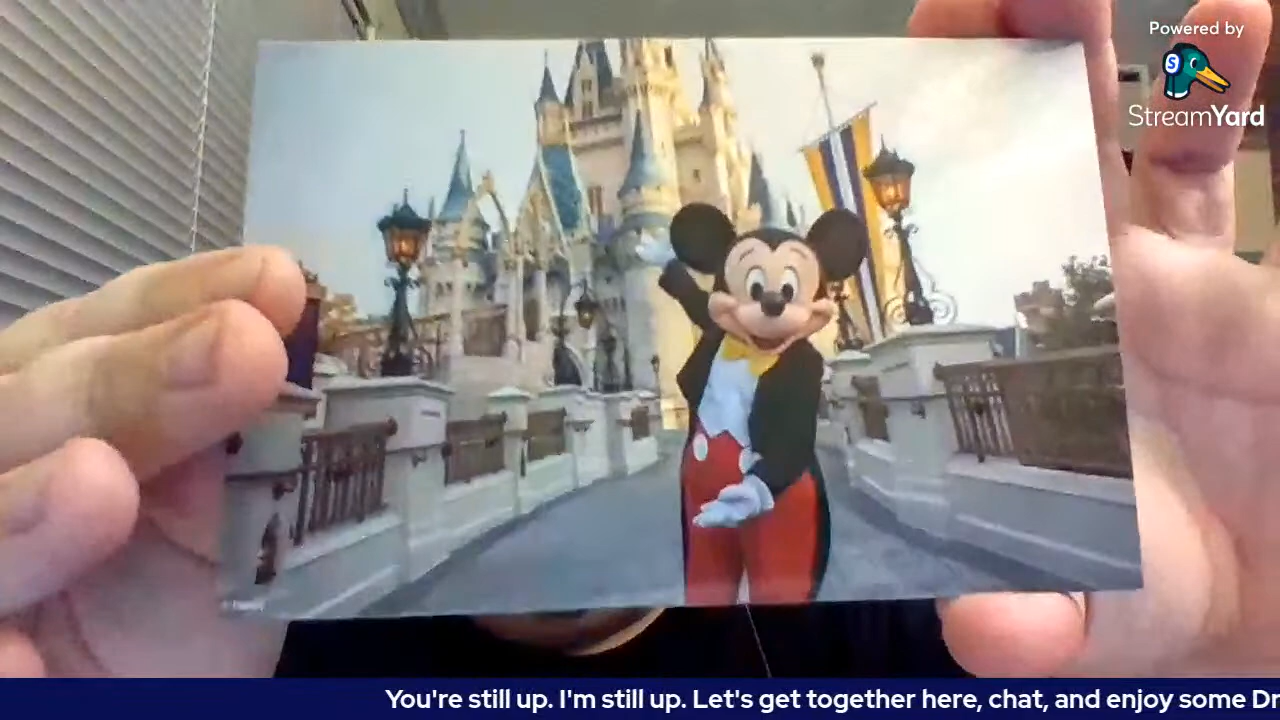 Powered by
S
StreamYard
You're still up. I'm still up. Let's get together here, chat, and enjoy some Dr